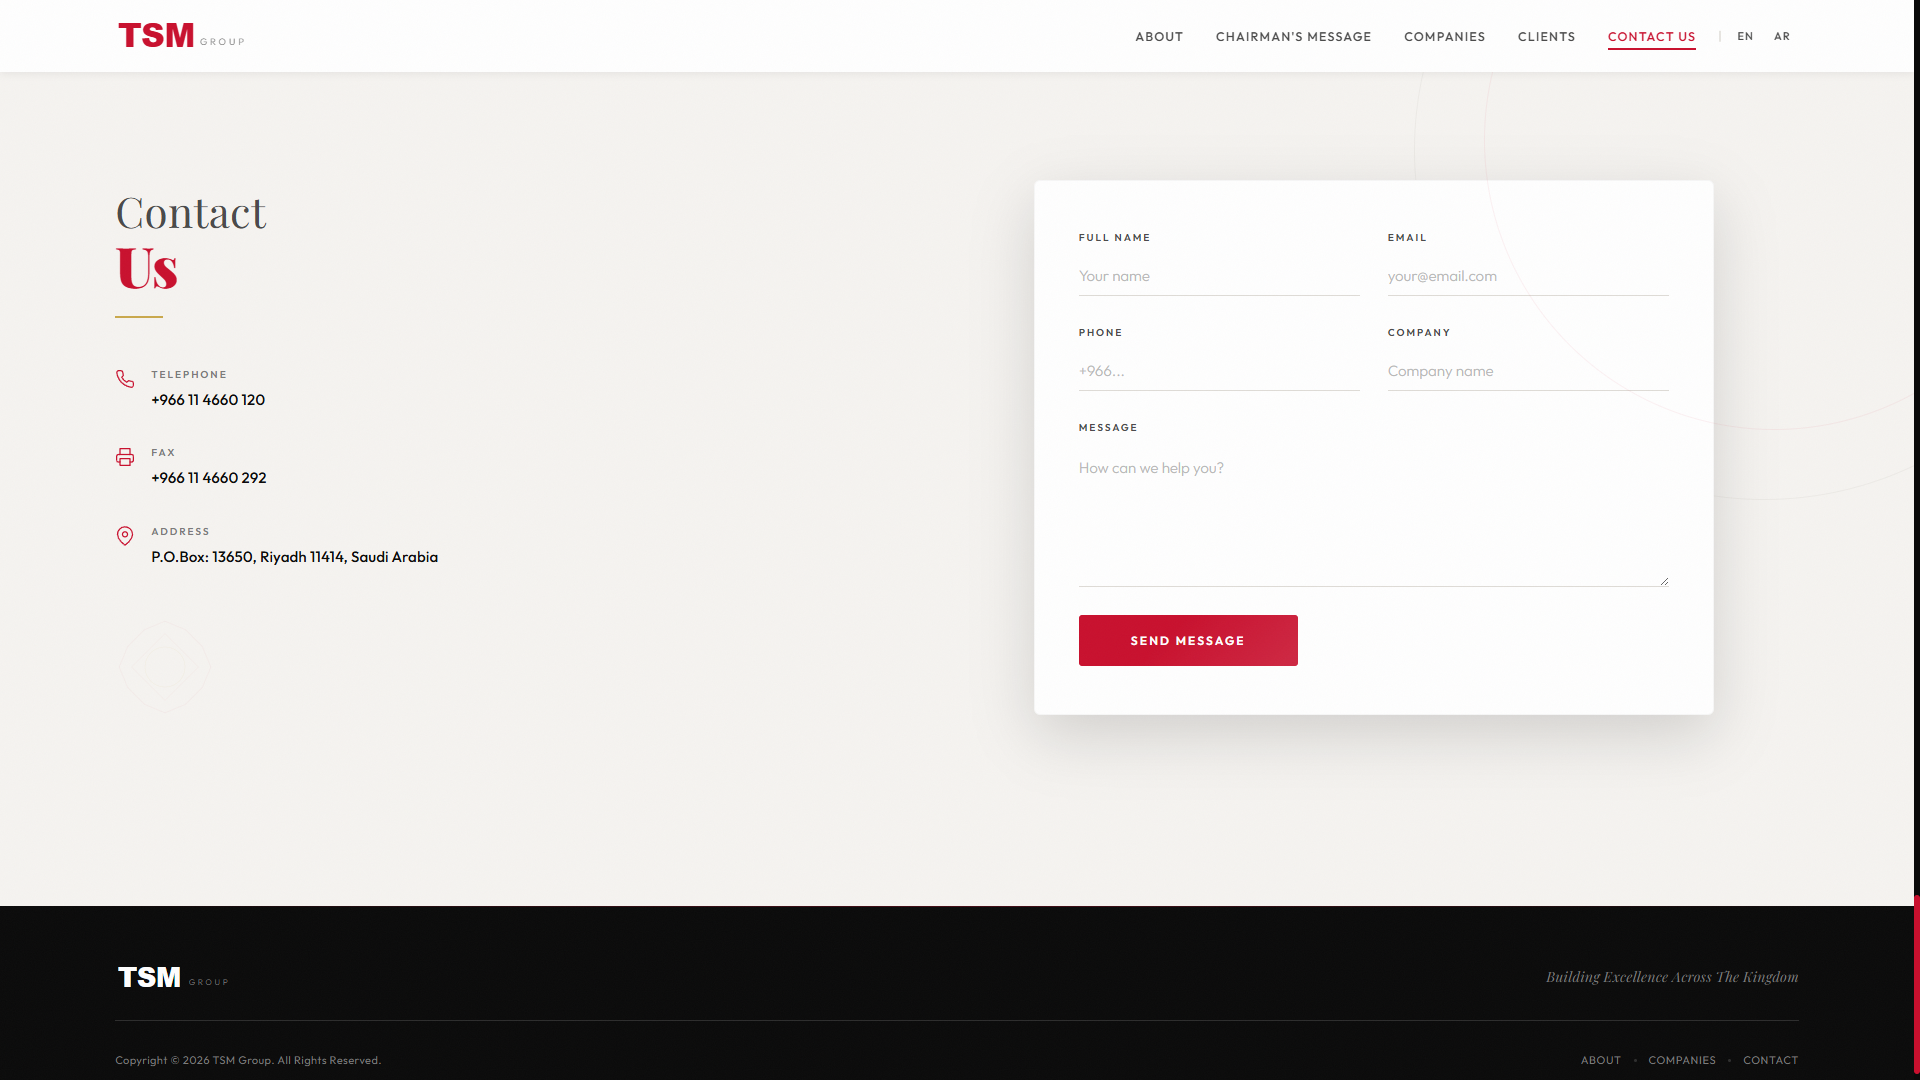 TSM GROUP
ABOUT CHAIRMAN'S MESSAGE COMPANIES CLIENTS CONTACT US EN AR
Contact
Us
TELEPHONE
+966 11 4660 120
FAX
+966 11 4660 292
ADDRESS
P.O.Box: 13650, Riyadh 11414, Saudi Arabia
FULL NAME
Your name
EMAIL
your@email.com
PHONE
+966...
COMPANY
Company name
MESSAGE
How can we help you?
SEND MESSAGE
TSM GROUP
Building Excellence Across The Kingdom
Copyright © 2026 TSM Group. All Rights Reserved.
ABOUT • COMPANIES • CONTACT